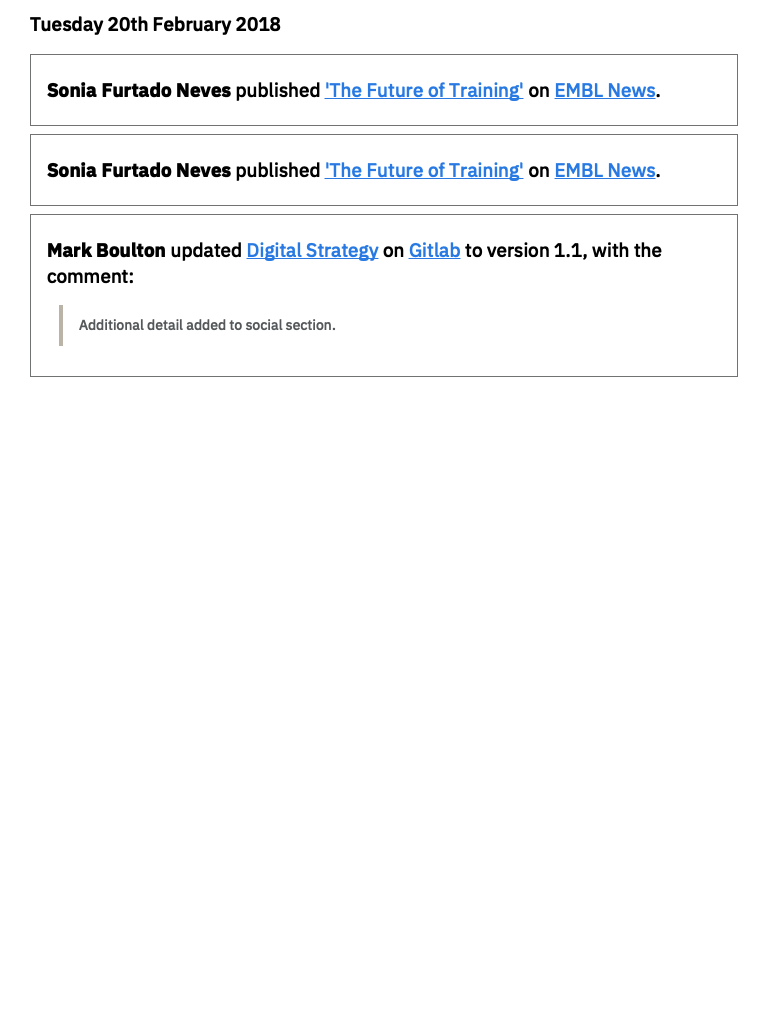 Tuesday 20th February 2018
Sonia Furtado Neves published 'The Future of Training' on EMBL News.
Sonia Furtado Neves published 'The Future of Training' on EMBL News.
Mark Boulton updated Digital Strategy on Gitlab to version 1.1, with the
comment:
Additional detail added to social section.